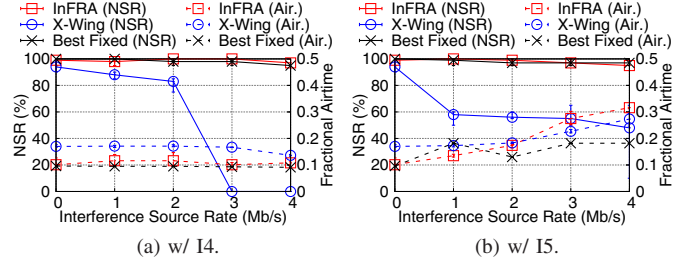 InFRA (NSR) InFRA (Air.)
X-Wing (NSR) X-Wing (Air.)
Best Fixed (NSR) Best Fixed (Air.)
100
80
60
40
20
0
NSR (%)
0.5
0.4
0.3
0.2
0.1
0
Fractional Airtime
0 1 2 3 4
Interference Source Rate (Mb/s)
(a) w/ I4.
InFRA (NSR) InFRA (Air.)
X-Wing (NSR) X-Wing (Air.)
Best Fixed (NSR) Best Fixed (Air.)
100
80
60
40
20
0
NSR (%)
0.5
0.4
0.3
0.2
0.1
0
Fractional Airtime
0 1 2 3 4
Interference Source Rate (Mb/s)
(b) w/ I5.